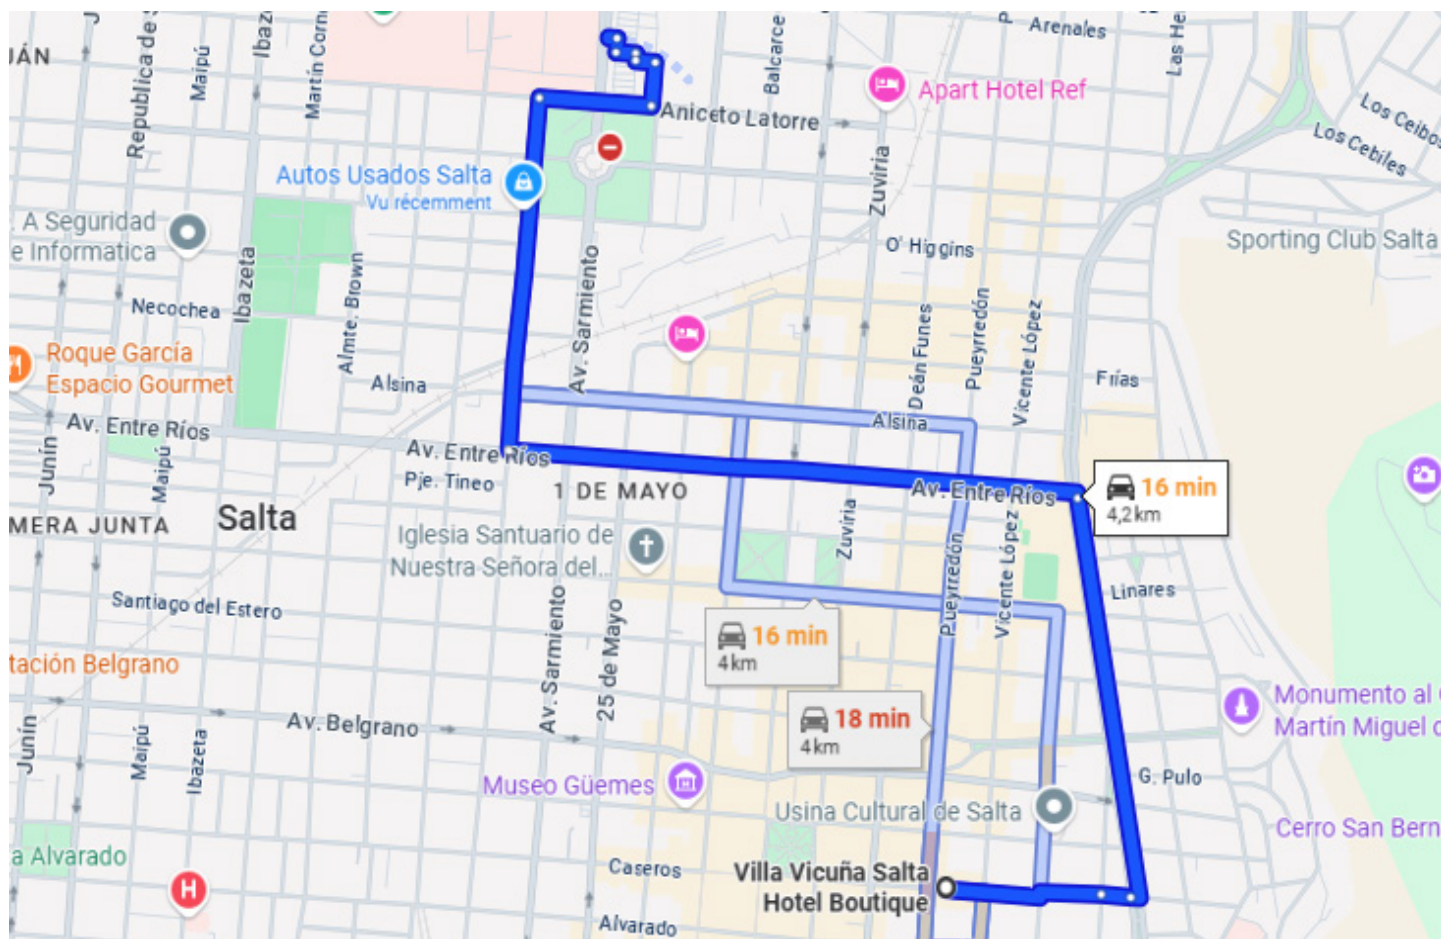 Arenales
Las He
Los Ceibos
Los Cebiles
Balcarce
Ibaz
Martín Corn
Maipú
República de S
Apart Hotel Ref
Aniceto Latorre
Autos Usados Salta
Vu récemment
Zuviría
A Seguridad
e Informatica
O' Higgins
Sporting Club Salta
Necochea
Ibazeta
Almte. Brown
Av. Sarmiento
Deán Funes
Pueyrredón
Vicente López
Roque García
Espacio Gourmet
Alsina
Frías
Alsina
Av. Entre Ríos
Av. Entre Ríos
Av. Entre Ríos
Junín
Maipú
Pje. Tineo
1 DE MAYO
16 min
4,2 km
MERA JUNTA
Salta
Iglesia Santuario de
Nuestra Señora del...
Zuviría
Pueyrredón
Vicente López
Linares
Santiago del Estero
Av. Sarmiento
25 de Mayo
16 min
4 km
tación Belgrano
18 min
4 km
Monumento al
Martín Miguel
Junín
Maipú
Ibazeta
Av. Belgrano
Museo Güemes
G. Pulo
Usina Cultural de Salta
Cerro San Bern
a Alvarado
H
Caseros
Villa Vicuña Salta
Hotel Boutique
Alvarado